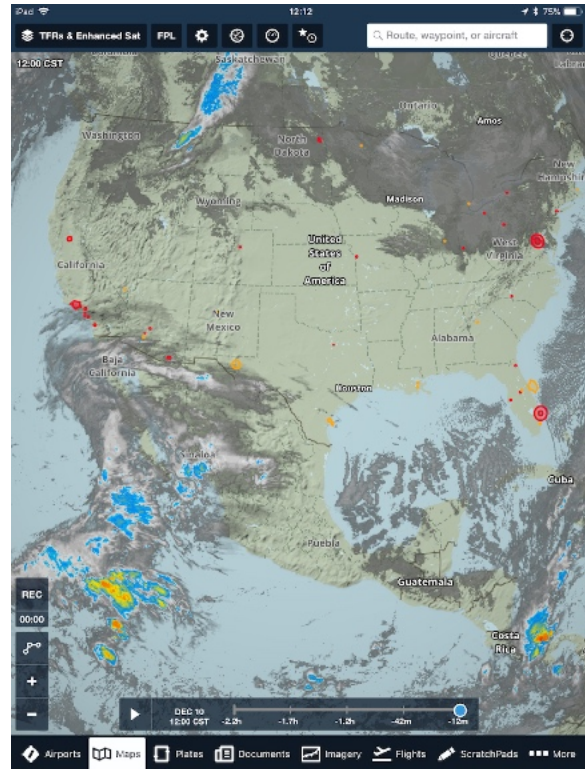 iPad 12:12 75%
TFRs & Enhanced Sat FPL Route, waypoint, or aircraft
12:00 CST
Saskatchewan
Quebec
Ontario
Amos
Washington
North
Dakota
New
Hampshire
Madison
Wyoming
United
States
of
America
West
Virginia
California
New
Mexico
Alabama
Baja
California
Houston
Sinaloa
Cuba
Puebla
Guatemala
Costa
Rica
REC
00:00
+
−
DEC 10
12:00 CST
-2.2h -1.7h -1.2h -42m -12m
Airports Maps Plates Documents Imagery Flights ScratchPads More